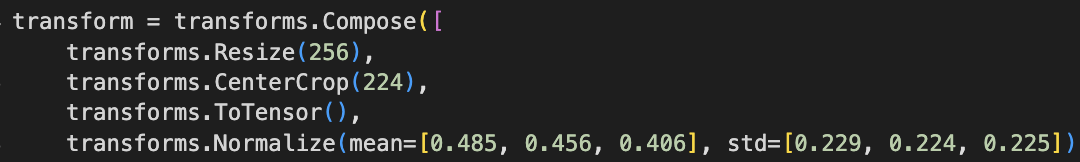 transform = transforms.Compose([
    transforms.Resize(256),
    transforms.CenterCrop(224),
    transforms.ToTensor(),
    transforms.Normalize(mean=[0.485, 0.456, 0.406], std=[0.229, 0.224, 0.225])